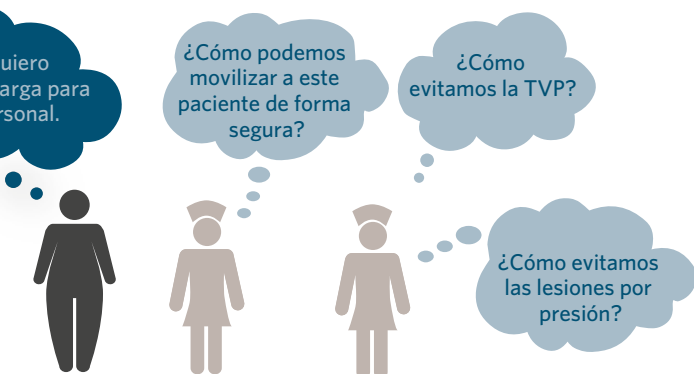 uiero
arga para
rsonal.
¿Cómo podemos
movilizar a este
paciente de forma
segura?
¿Cómo
evitamos la TVP?
¿Cómo evitamos
las lesiones por
presión?